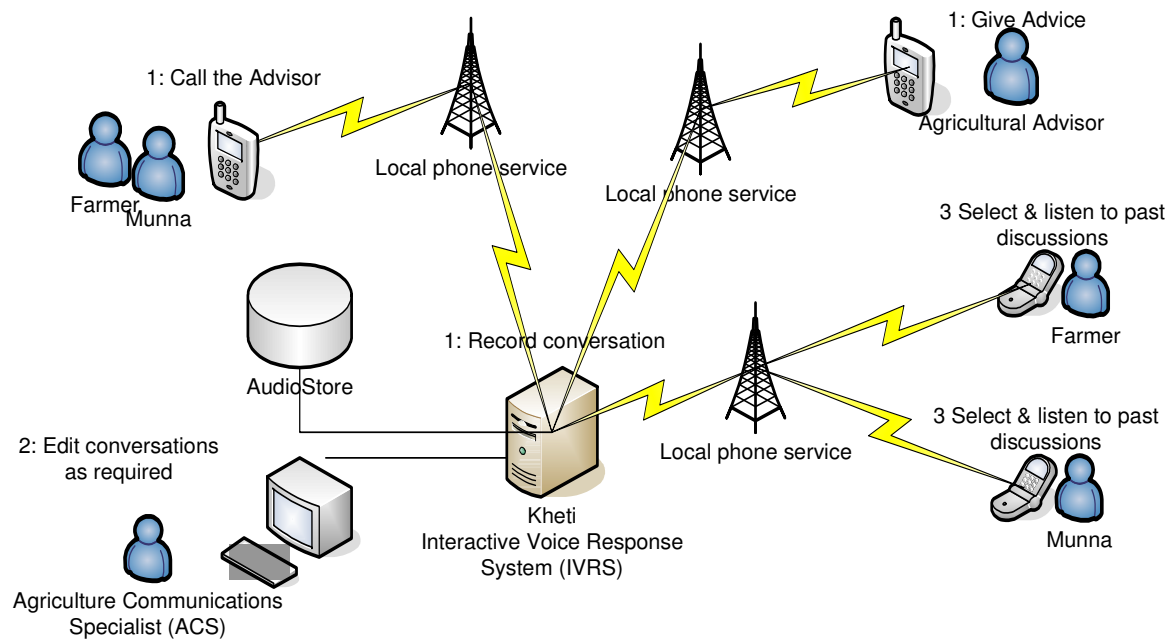 1: Give Advice
1: Call the Advisor
Agricultural Advisor
Local phone service
Local phone service
Farmer
Munna
3 Select & listen to past
discussions
Farmer
1: Record conversation
AudioStore
3 Select & listen to past
discussions
2: Edit conversations
as required
Local phone service
Kheti
Interactive Voice Response
System (IVRS)
Munna
Agriculture Communications
Specialist (ACS)